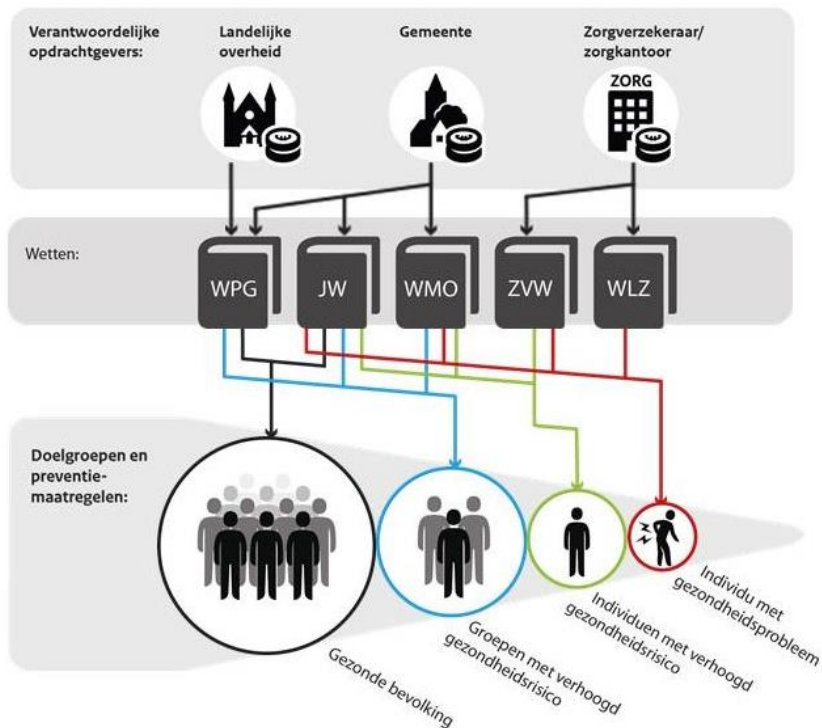 Verantwoordelijke
opdrachtgevers:
Landelijke
overheid
Gemeente
Zorgverzekeraar/
zorgkantoor
ZORG
Wetten:
WPG
JW
WMO
ZVW
WLZ
Doelgroepen en
preventie-
maatregelen:
Gezonde bevolking
Groepen met verhoogd
gezondheidsrisico
Individuen met verhoogd
gezondheidsrisico
Individu met
gezondheidsprobleem